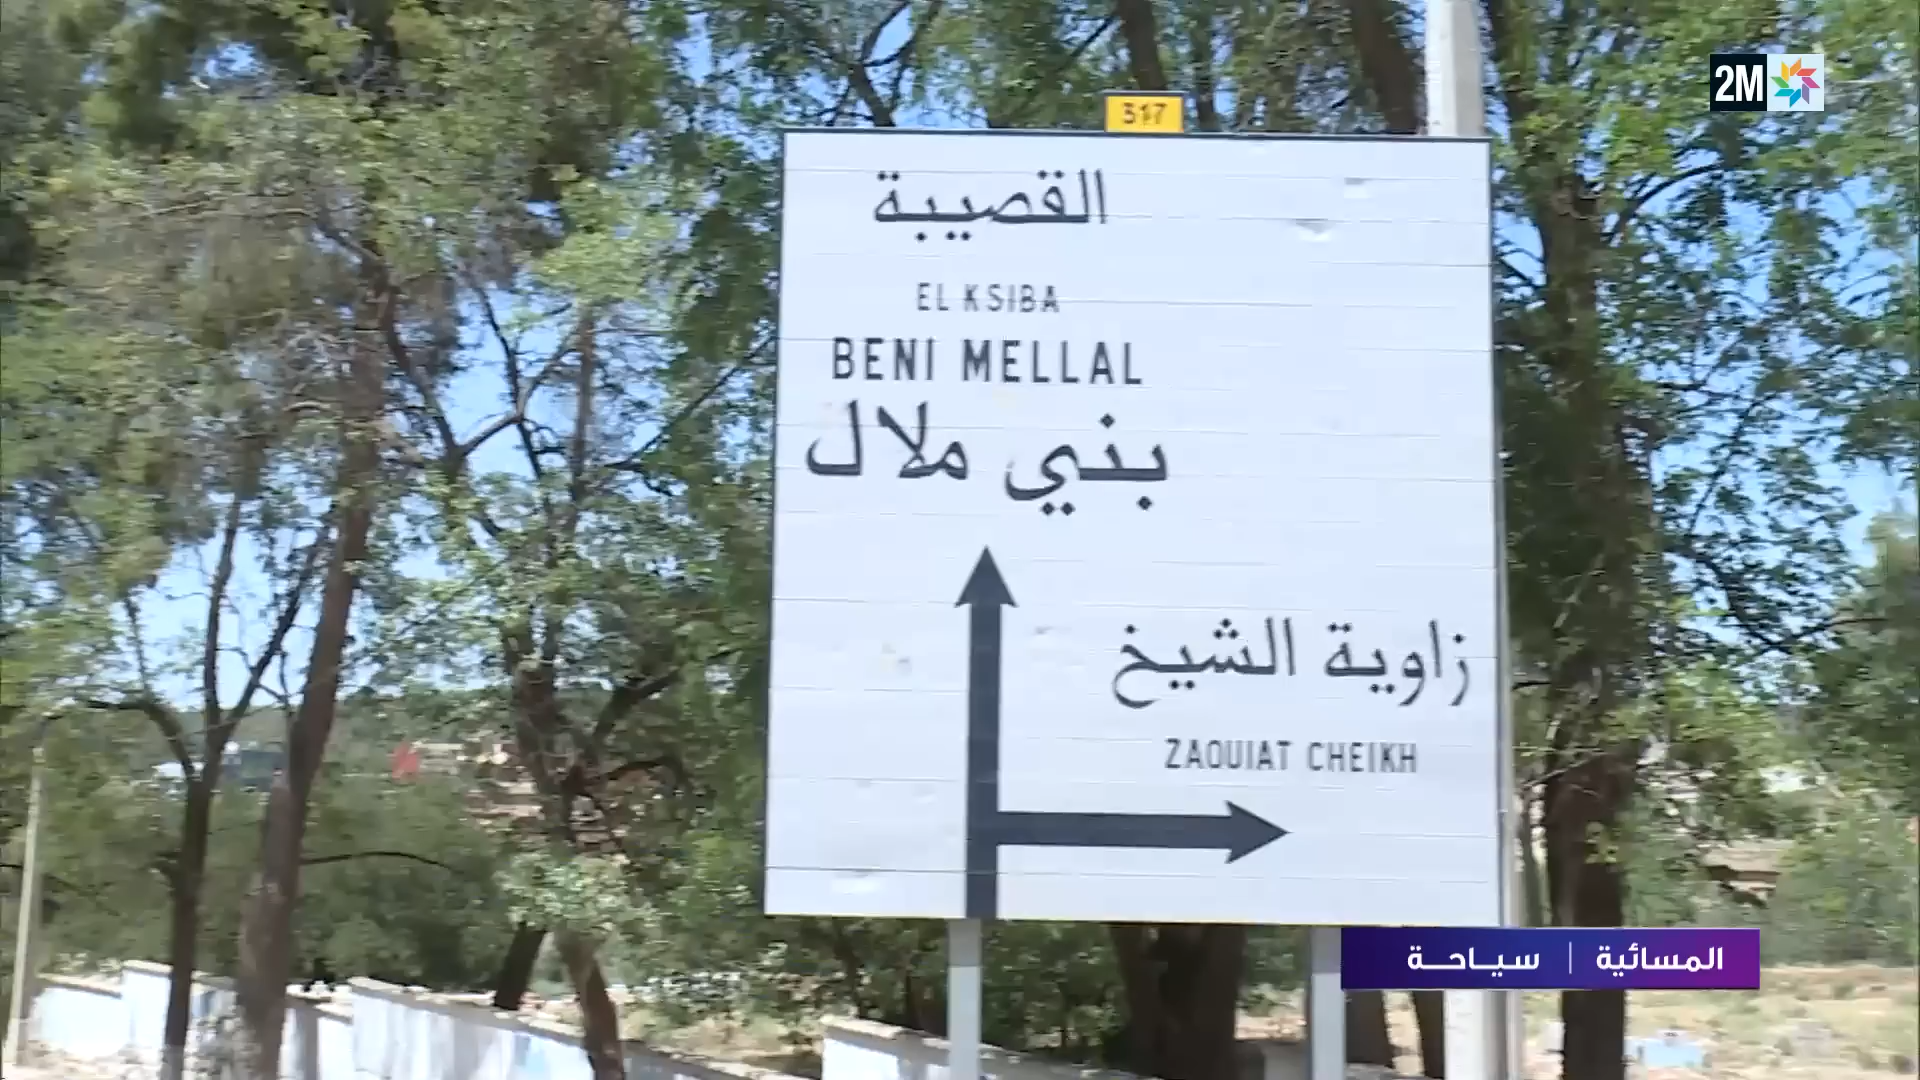 2M
317
القصيبة
EL KSIBA
BENI MELLAL
بني ملال
زاوية الشيخ
ZAOUIAT CHEIKH
المسائية | سياحة